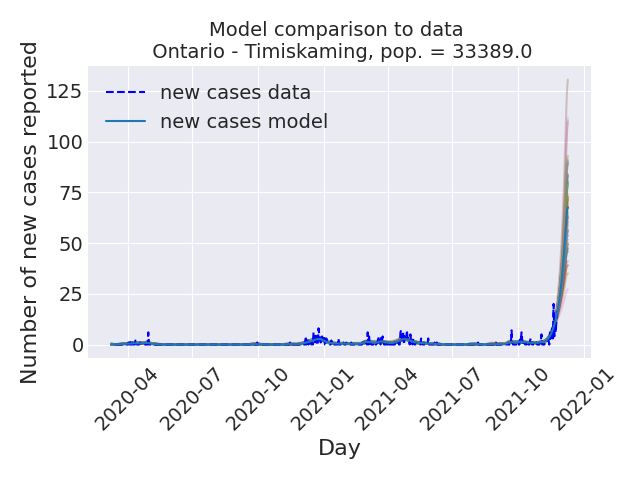 Model comparison to data
Ontario - Timiskaming, pop. = 33389.0
Number of new cases reported
125
100
75
50
25
0
new cases data
new cases model
2020-04
2020-07
2020-10
2021-01
2021-04
2021-07
2021-10
2022-01
Day